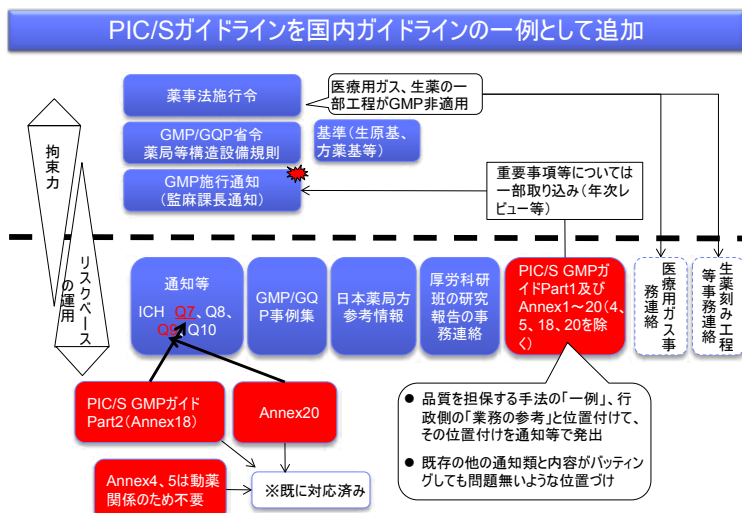 PIC/Sガイドラインを国内ガイドラインの一例として追加
薬事法施行令
医療用ガス、生薬の一
部工程がGMP非適用
GMP/GQP省令
薬局等構造設備規則
基準（生原基、
方薬基等）
GMP施行通知
（監麻課長通知）
重要事項等については
一部取り込み（年次レ
ビュー等）
拘束力
リスクベース
の運用
通知等
ICH Q7、Q8、
Q9、Q10
GMP/GQ
P事例集
日本薬局方
参考情報
厚労科研
班の研究
報告の事
務連絡
PIC/S GMPガ
イドPart1及び
Annex1～20（4、
5、18、20を除
く）
医療用ガス事
務連絡
生薬刻み工程
等事務連絡
PIC/S GMPガイド
Part2（Annex18）
Annex20
Annex4、5は動薬
関係のため不要
※既に対応済み
● 品質を担保する手法の「一例」、行
政側の「業務の参考」と位置付けて、
その位置付けを通知等で発出
● 既存の他の通知類と内容がバッティ
ングしても問題無いような位置づけ